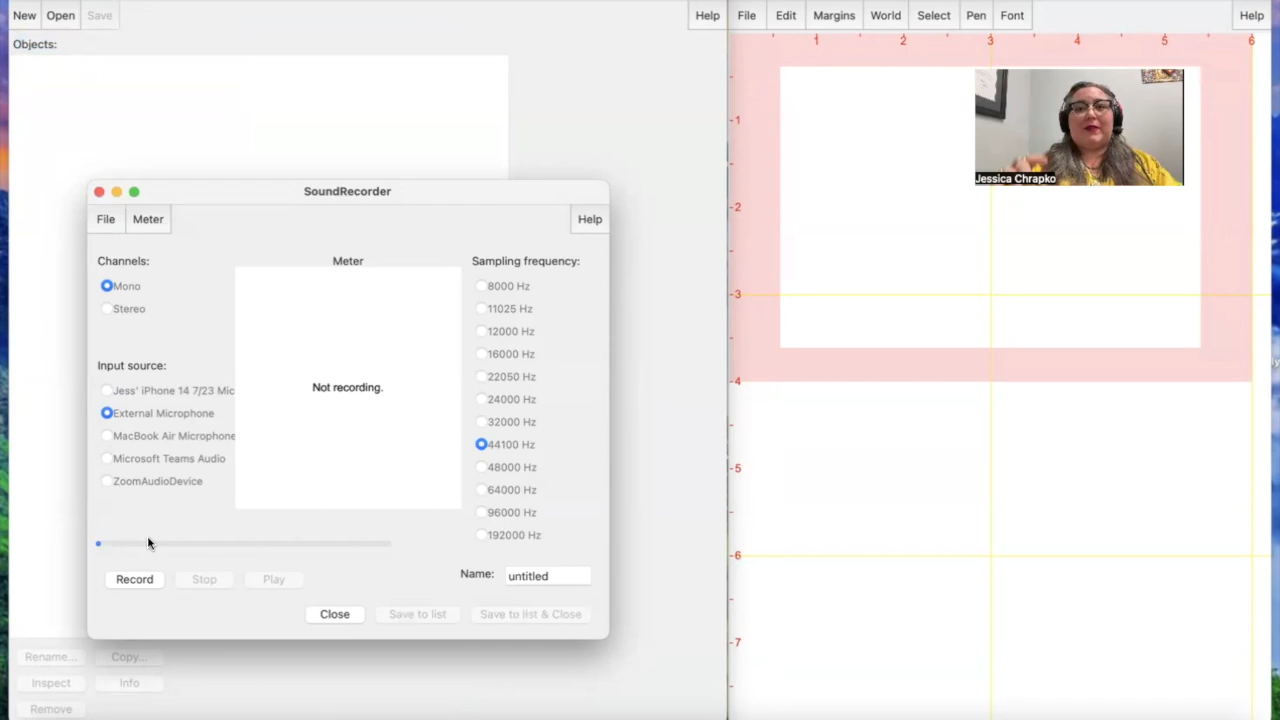 New Open Save Help
Objects:
SoundRecorder
File Meter Help
Channels:
Mono
Stereo
Input source:
Jess' iPhone 14 7/23 Mic
External Microphone
MacBook Air Microphone
Microsoft Teams Audio
ZoomAudioDevice
Meter
Not recording.
Sampling frequency:
8000 Hz
11025 Hz
12000 Hz
16000 Hz
22050 Hz
24000 Hz
32000 Hz
44100 Hz
48000 Hz
64000 Hz
96000 Hz
192000 Hz
Record Stop Play
Name: untitled
Close Save to list Save to list & Close
Rename... Copy...
Inspect Info
Remove
File Edit Margins World Select Pen Font Help
1 2 3 4 5 6
-1
-2
-3
-4
-5
-6
-7
Jessica Chrapko